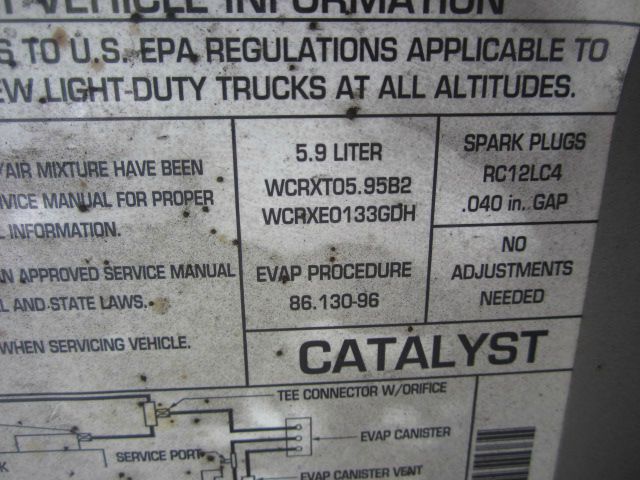 VEHICLE INFORMATION
TO U.S. EPA REGULATIONS APPLICABLE TO
EW LIGHT-DUTY TRUCKS AT ALL ALTITUDES.
/AIR MIXTURE HAVE BEEN
RVICE MANUAL FOR PROPER
INFORMATION.
AN APPROVED SERVICE MANUAL
AL AND STATE LAWS.
WHEN SERVICING VEHICLE.
5.9 LITER
WCRXT05.95B2
WCRXE0133GDH
EVAP PROCEDURE
86.130-96
SPARK PLUGS
RC12LC4
.040 in. GAP
NO
ADJUSTMENTS
NEEDED
CATALYST
TEE CONNECTOR W/ORIFICE
EVAP CANISTER
SERVICE PORT
EVAP CANISTER VENT